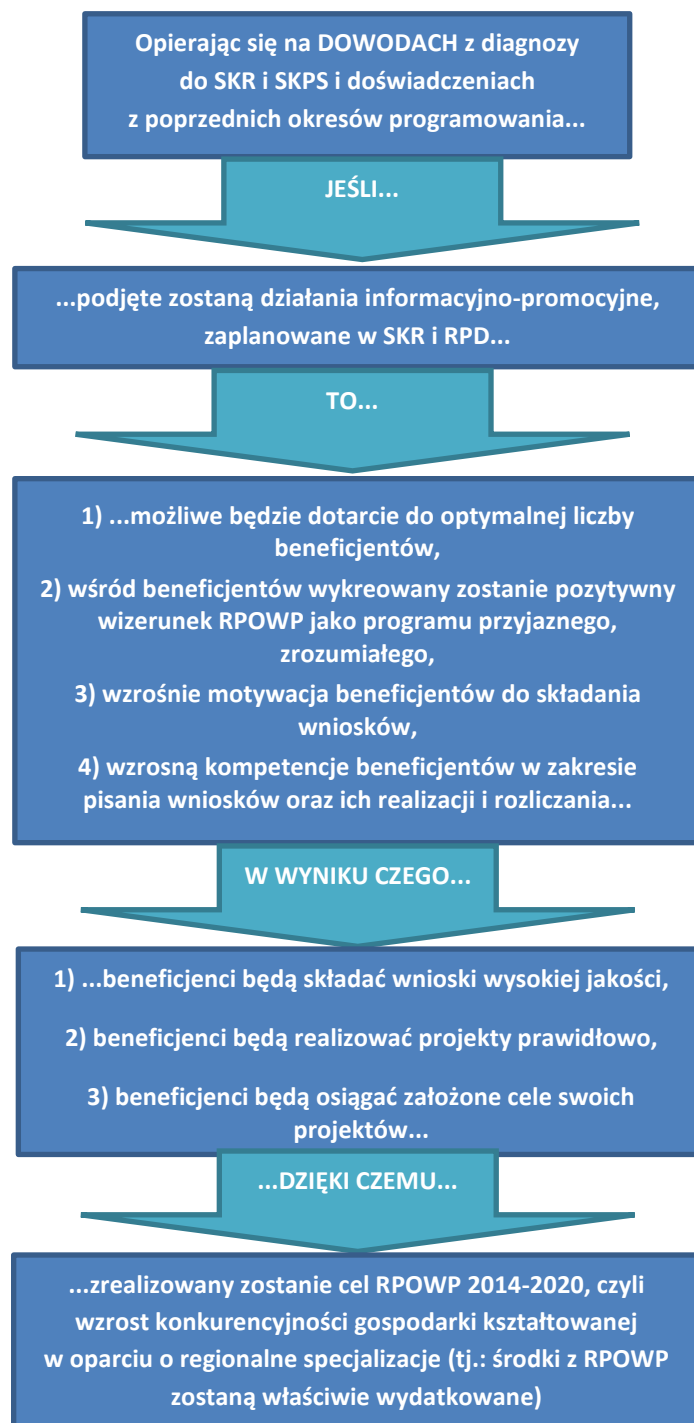 Opierając się na DOWODACH z diagnozy
do SKR i SKPS i doświadczeniach
z poprzednich okresów programowania...
JEŚLI...
...podjęte zostaną działania informacyjno-promocyjne,
zaplanowane w SKR i RPD...
TO...
1) ...możliwe będzie dotarcie do optymalnej liczby
beneficjentów,
2) wśród beneficjentów wykreowany zostanie pozytywny
wizerunek RPOWP jako programu przyjaznego,
zrozumiałego,
3) wzrośnie motywacja beneficjentów do składania
wniosków,
4) wzrosną kompetencje beneficjentów w zakresie
pisania wniosków oraz ich realizacji i rozliczania...
W WYNIKU CZEGO...
1) ...beneficjenci będą składać wnioski wysokiej jakości,
2) beneficjenci będą realizować projekty prawidłowo,
3) beneficjenci będą osiągać założone cele swoich
projektów...
...DZIĘKI CZEMU...
...zrealizowany zostanie cel RPOWP 2014-2020, czyli
wzrost konkurencyjności gospodarki kształtowanej
w oparciu o regionalne specjalizacje (tj.: środki z RPOWP
zostaną właściwie wydatkowane)